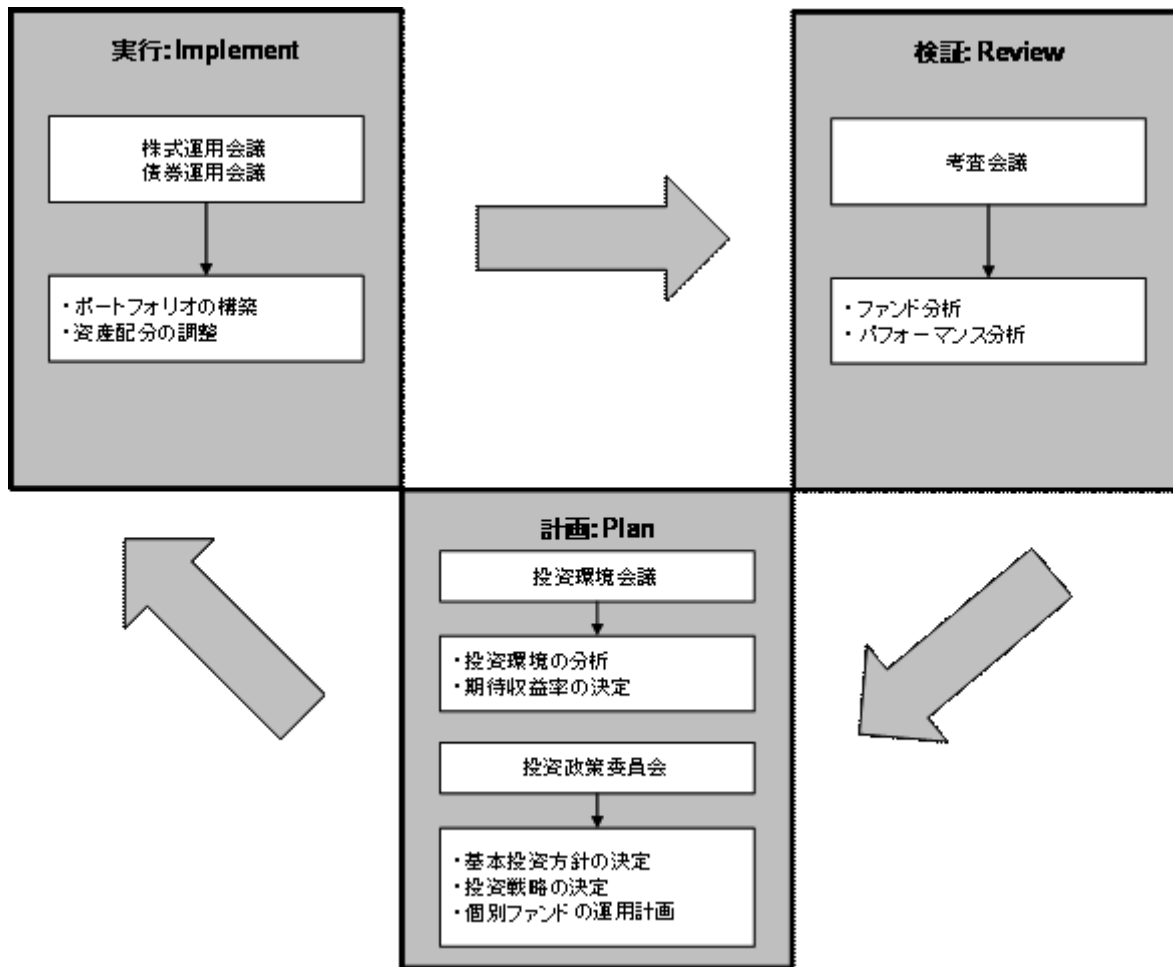 実行: Implement
株式運用会議
債券運用会議
・ポートフォリオの構築
・資産配分の調整
検証: Review
考査会議
・ファンド分析
・パフォーマンス分析
計画: Plan
投資環境会議
・投資環境の分析
・期待収益率の決定
投資政策委員会
・基本投資方針の決定
・投資戦略の決定
・個別ファンドの運用計画